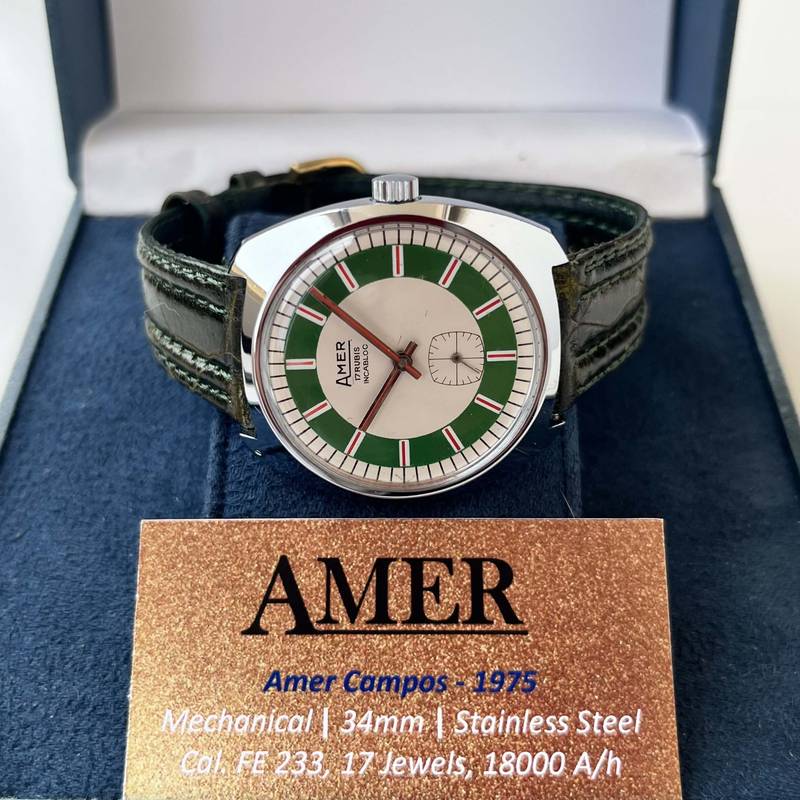 AMER
17 RUBIS
INCABLOC
AMER
Amer Campos - 1975
Mechanical | 34mm | Stainless Steel
Cal. FE 233, 17 Jewels, 18000 A/h